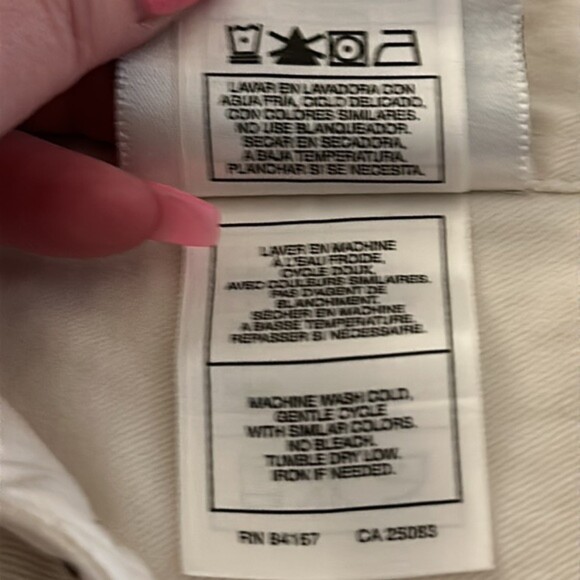 LAVAR EN LAVADORA CON
AGUA FRIA, CICLO DELICADO,
CON COLORES SIMILARES.
NO USE BLANQUEADOR.
SECAR EN SECADORA
A BAJA TEMPERATURA.
PLANCHAR SI SE NECESITA.
LAVER EN MACHINE
À L'EAU FROIDE,
CYCLE DOUX,
AVEC COULEURS SIMILAIRES.
PAS D'AGENT DE
BLANCHIMENT.
SÉCHER EN MACHINE
À BASSE TEMPÉRATURE.
REPASSER SI NÉCESSAIRE.
MACHINE WASH COLD,
GENTLE CYCLE
WITH SIMILAR COLORS.
NO BLEACH.
TUMBLE DRY LOW.
IRON IF NEEDED.
RN 84157 CA 25083